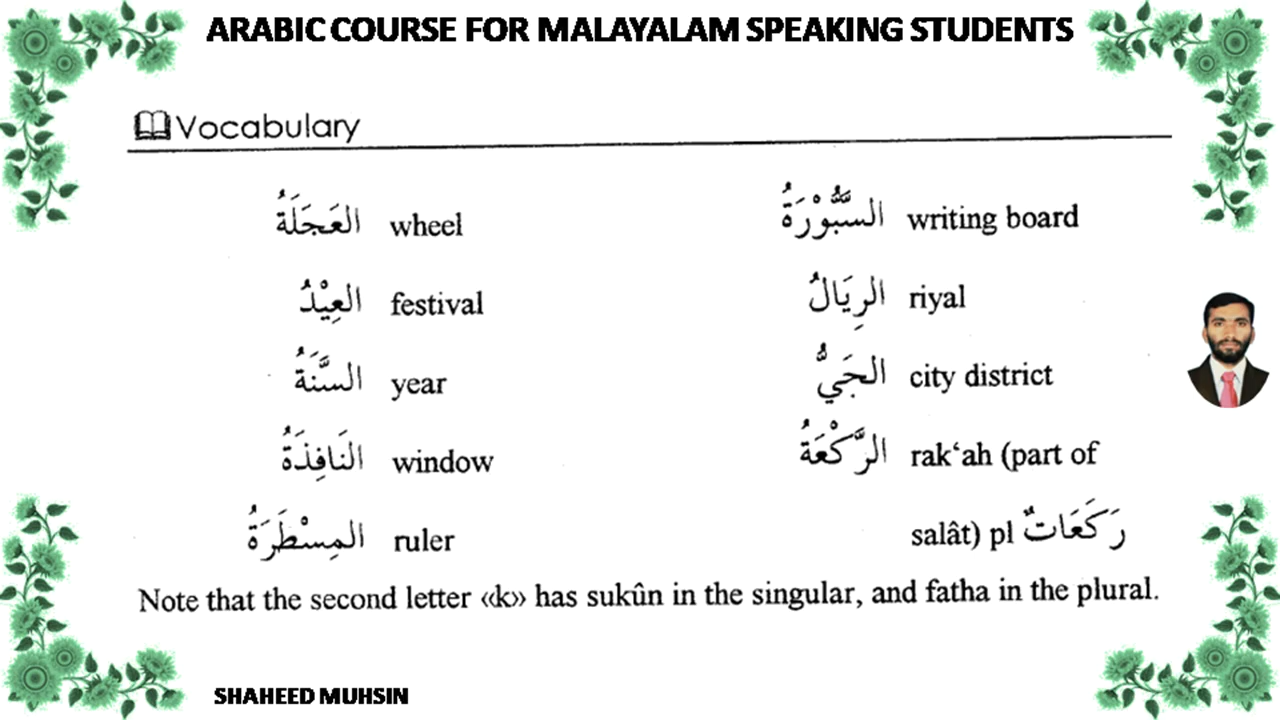 ARABIC COURSE FOR MALAYALAM SPEAKING STUDENTS
Vocabulary
العَجَلَةُ wheel
السَّبُّوْرَةُ writing board
العِيْدُ festival
الرِيَالُ riyal
السَّنَةُ year
الحَيُّ city district
النَافِذَةُ window
الرَّكْعَةُ rak‘ah (part of
المِسْطَرَةُ ruler
salât) pl رَكَعَاتٌ
Note that the second letter «k» has sukûn in the singular, and fatha in the plural.
SHAHEED MUHSIN